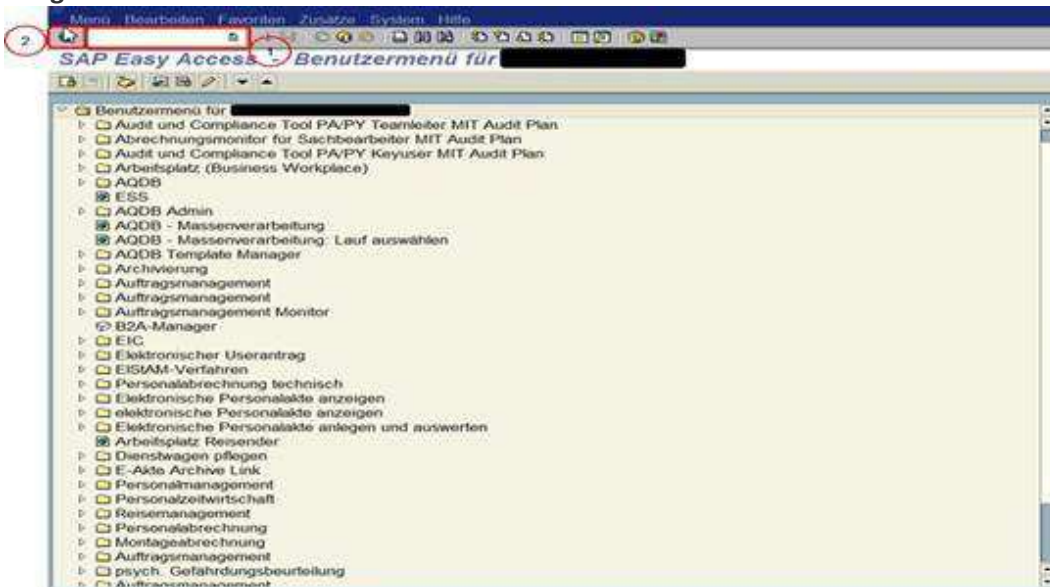 Menü Bearbeiten Favoriten Zusätze System Hilfe
2
1
SAP Easy Access - Benutzermenü für
Benutzermenü für
Audit und Compliance Tool PA/PY Teamleiter MIT Audit Plan
Abrechnungsmonitor für Sachbearbeiter MIT Audit Plan
Audit und Compliance Tool PA/PY Keyuser MIT Audit Plan
Arbeitsplatz (Business Workplace)
AQDB
ESS
AQDB Admin
AQDB - Massenverarbeitung
AQDB - Massenverarbeitung: Lauf auswählen
AQDB Template Manager
Archivierung
Auftragsmanagement
Auftragsmanagement
Auftragsmanagement Monitor
B2A-Manager
EIC
Elektronischer Userantrag
ElStAM-Verfahren
Personalabrechnung technisch
Elektronische Personalakte anzeigen
elektronische Personalakte anzeigen
Elektronische Personalakte anlegen und auswerten
Arbeitsplatz Reisender
Dienstwagen pflegen
E-Akte Archive Link
Personalmanagement
Personalzeitwirtschaft
Reisemanagement
Personalabrechnung
Montageabrechnung
Auftragsmanagement
psych. Gefährdungsbeurteilung
Auftragsmanagement